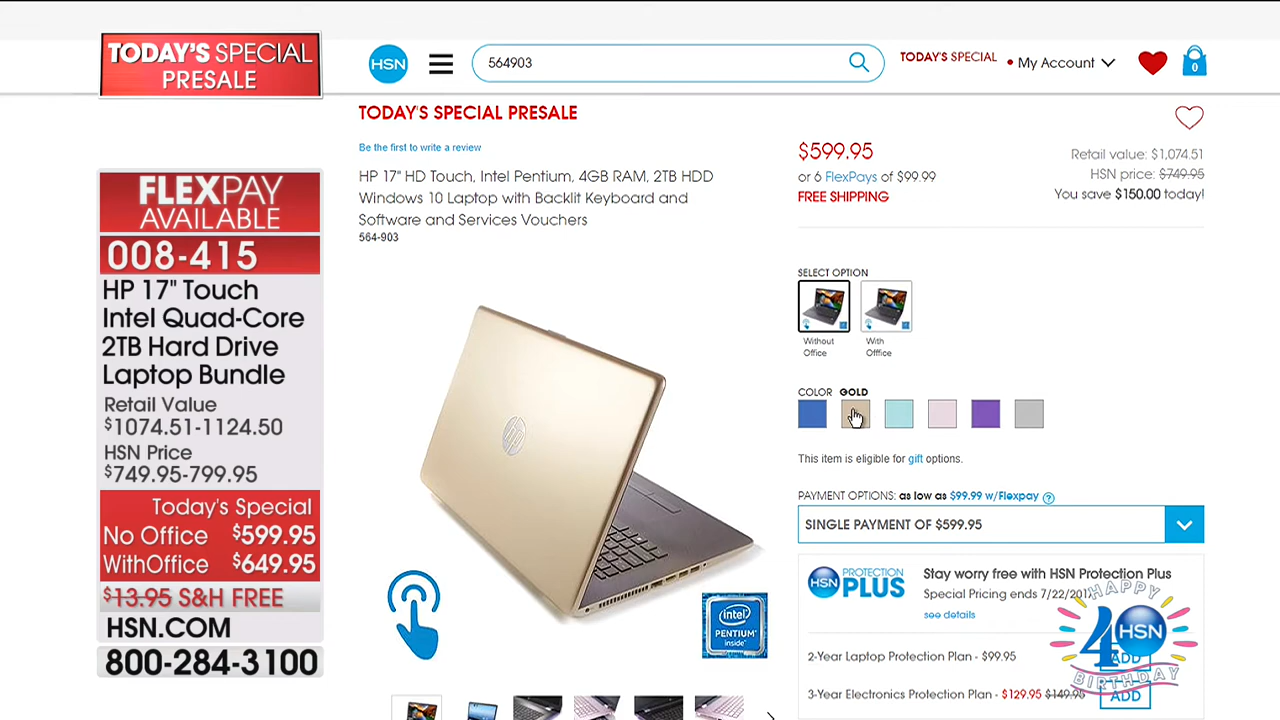 TODAY'S SPECIAL
PRESALE
HSN
564903
TODAY'S SPECIAL
My Account
0
FLEXPAY
AVAILABLE
008-415
HP 17" Touch
Intel Quad-Core
2TB Hard Drive
Laptop Bundle
Retail Value
$1074.51-1124.50
HSN Price
$749.95-799.95
Today's Special
No Office $599.95
WithOffice $649.95
$13.95 S&H FREE
HSN.COM
800-284-3100
TODAY'S SPECIAL PRESALE
Be the first to write a review
HP 17" HD Touch, Intel Pentium, 4GB RAM, 2TB HDD
Windows 10 Laptop with Backlit Keyboard and
Software and Services Vouchers
564-903
hp
intel
PENTIUM
inside
$599.95
or 6 FlexPays of $99.99
FREE SHIPPING
Retail value: $1,074.51
HSN price: $749.95
You save $150.00 today!
SELECT OPTION
Without
Office
With
Office
COLOR GOLD
This item is eligible for gift options.
PAYMENT OPTIONS: as low as $99.99 w/Flexpay ?
SINGLE PAYMENT OF $599.95
HSN PROTECTION
PLUS
Stay worry free with HSN Protection Plus
Special Pricing ends 7/22/201
see details
2-Year Laptop Protection Plan - $99.95
ADD
3-Year Electronics Protection Plan - $129.95 $149.95
ADD
HAPPY
40 HSN
BIRTHDAY